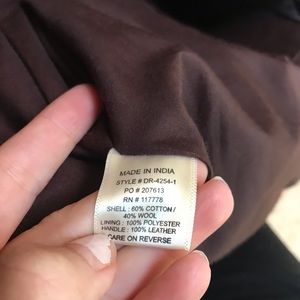 MADE IN INDIA
STYLE # DR-4254-1
PO # 207613
RN # 117778
SHELL : 60% COTTON /
40% WOOL
LINING : 100% POLYESTER
HANDLE : 100% LEATHER
CARE ON REVERSE